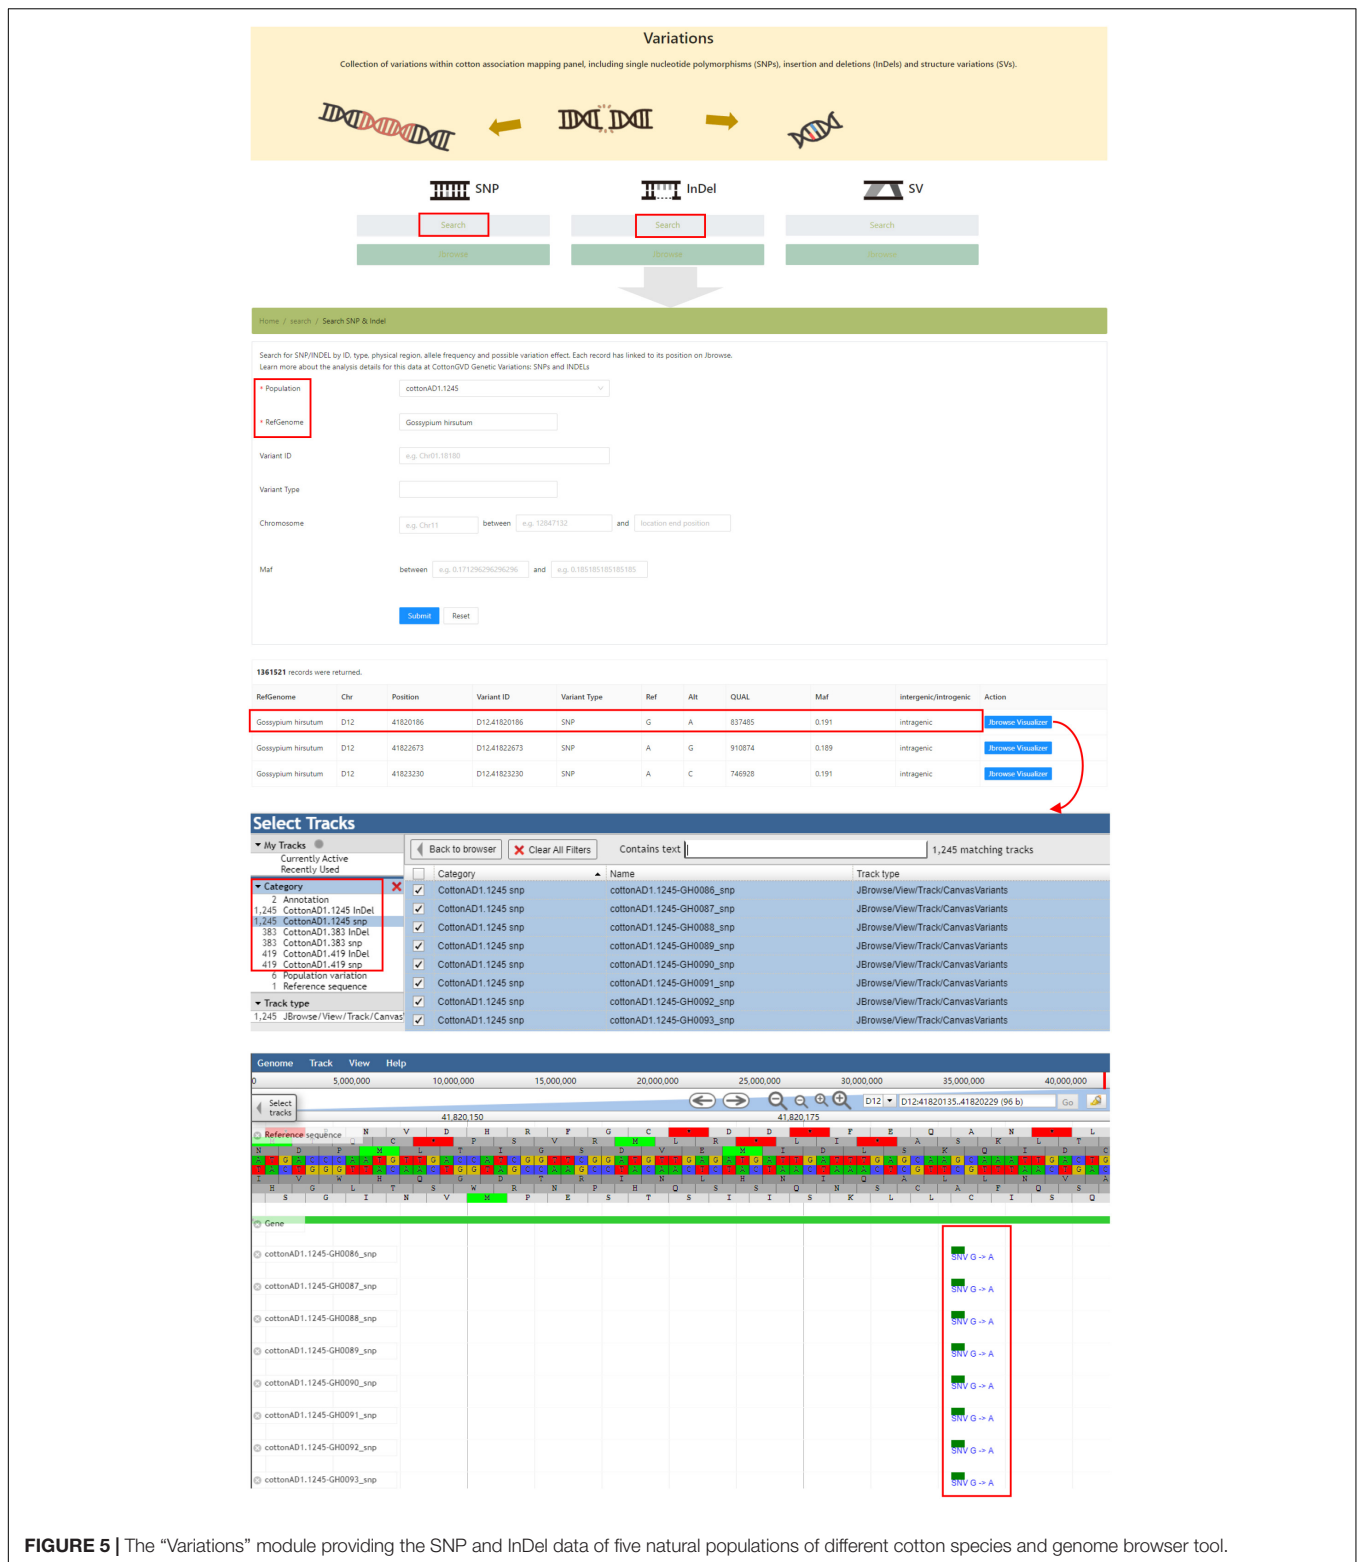 Variations
Collection of variations within cotton association mapping panel, including single nucleotide polymorphisms (SNPs), insertion and deletions (InDels) and structure variations (SVs).
SNP InDel SV
Search Search Search
JBrowse JBrowse JBrowse
Home / search / Search SNP & Indel
Search for SNP/INDEL by ID, type, physical region, allele frequency and possible variation effect. Each record has linked to its position on Jbrowse.
Learn more about the analysis details for this data at CottonGVD Genetic Variations: SNPs and INDELs
* Population cottonAD1.1245
* RefGenome Gossypium hirsutum
Variant ID e.g. Chr01.18180
Variant Type
Chromosome e.g. Chr11 between e.g. 12847132 and location end position
Maf between e.g. 0.171296296296296 and e.g. 0.185185185185185
Submit Reset
1361521 records were returned.
RefGenome Chr Position Variant ID Variant Type Ref Alt QUAL Maf intergenic/introgenic Action
Gossypium hirsutum D12 41820186 D12.41820186 SNP G A 837485 0.191 intragenic Jbrowse Visualizer
Gossypium hirsutum D12 41822673 D12.41822673 SNP A G 910874 0.189 intragenic Jbrowse Visualizer
Gossypium hirsutum D12 41823230 D12.41823230 SNP A C 746928 0.191 intragenic Jbrowse Visualizer
Select Tracks
My Tracks
Currently Active
Recently Used
Category
2 Annotation
1,245 CottonAD1.1245 InDel
1,245 CottonAD1.1245 snp
383 CottonAD1.383 InDel
383 CottonAD1.383 snp
419 CottonAD1.419 InDel
419 CottonAD1.419 snp
6 Population variation
1 Reference sequence
Track type
1,245 JBrowse/View/Track/Canvas
Back to browser Clear All Filters Contains text 1,245 matching tracks
Category Name Track type
CottonAD1.1245 snp cottonAD1.1245-GH0086_snp JBrowse/View/Track/CanvasVariants
CottonAD1.1245 snp cottonAD1.1245-GH0087_snp JBrowse/View/Track/CanvasVariants
CottonAD1.1245 snp cottonAD1.1245-GH0088_snp JBrowse/View/Track/CanvasVariants
CottonAD1.1245 snp cottonAD1.1245-GH0089_snp JBrowse/View/Track/CanvasVariants
CottonAD1.1245 snp cottonAD1.1245-GH0090_snp JBrowse/View/Track/CanvasVariants
CottonAD1.1245 snp cottonAD1.1245-GH0091_snp JBrowse/View/Track/CanvasVariants
CottonAD1.1245 snp cottonAD1.1245-GH0092_snp JBrowse/View/Track/CanvasVariants
CottonAD1.1245 snp cottonAD1.1245-GH0093_snp JBrowse/View/Track/CanvasVariants
Genome Track View Help
0 5,000,000 10,000,000 15,000,000 20,000,000 25,000,000 30,000,000 35,000,000 40,000,000
Select tracks D12 D12:41820135..41820229 (96 b) Go
41,820,150 41,820,175
Reference sequence N V D H R F G C * D D * F E Q A N * L
S G I N V M P E S T S I I S K L L C I S Q
Gene
cottonAD1.1245-GH0086_snp SNV G -> A
cottonAD1.1245-GH0087_snp SNV G -> A
cottonAD1.1245-GH0088_snp SNV G -> A
cottonAD1.1245-GH0089_snp SNV G -> A
cottonAD1.1245-GH0090_snp SNV G -> A
cottonAD1.1245-GH0091_snp SNV G -> A
cottonAD1.1245-GH0092_snp SNV G -> A
cottonAD1.1245-GH0093_snp SNV G -> A
FIGURE 5 | The “Variations” module providing the SNP and InDel data of five natural populations of different cotton species and genome browser tool.